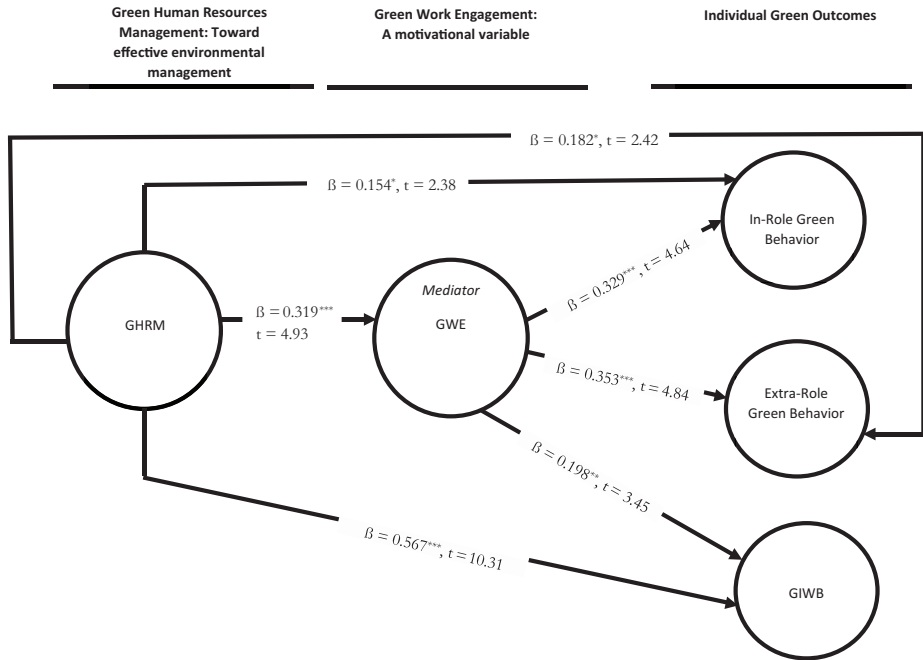 Green Human Resources
Management: Toward
effective environmental
management
Green Work Engagement:
A motivational variable
Individual Green Outcomes
ß = 0.182*, t = 2.42
ß = 0.154*, t = 2.38
In-Role Green
Behavior
ß = 0.329***, t = 4.64
Mediator
GWE
GHRM
ß = 0.319***
t = 4.93
ß = 0.353***, t = 4.84
Extra-Role
Green Behavior
ß = 0.198**, t = 3.45
ß = 0.567***, t = 10.31
GIWB